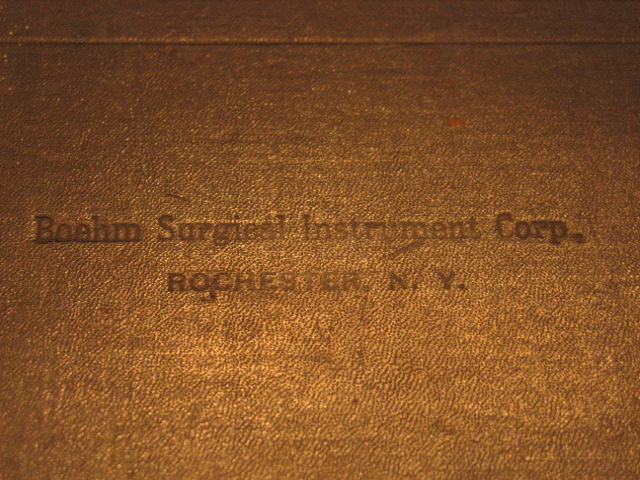 Boehm Surgical Instrument Corp.,
ROCHESTER, N. Y.